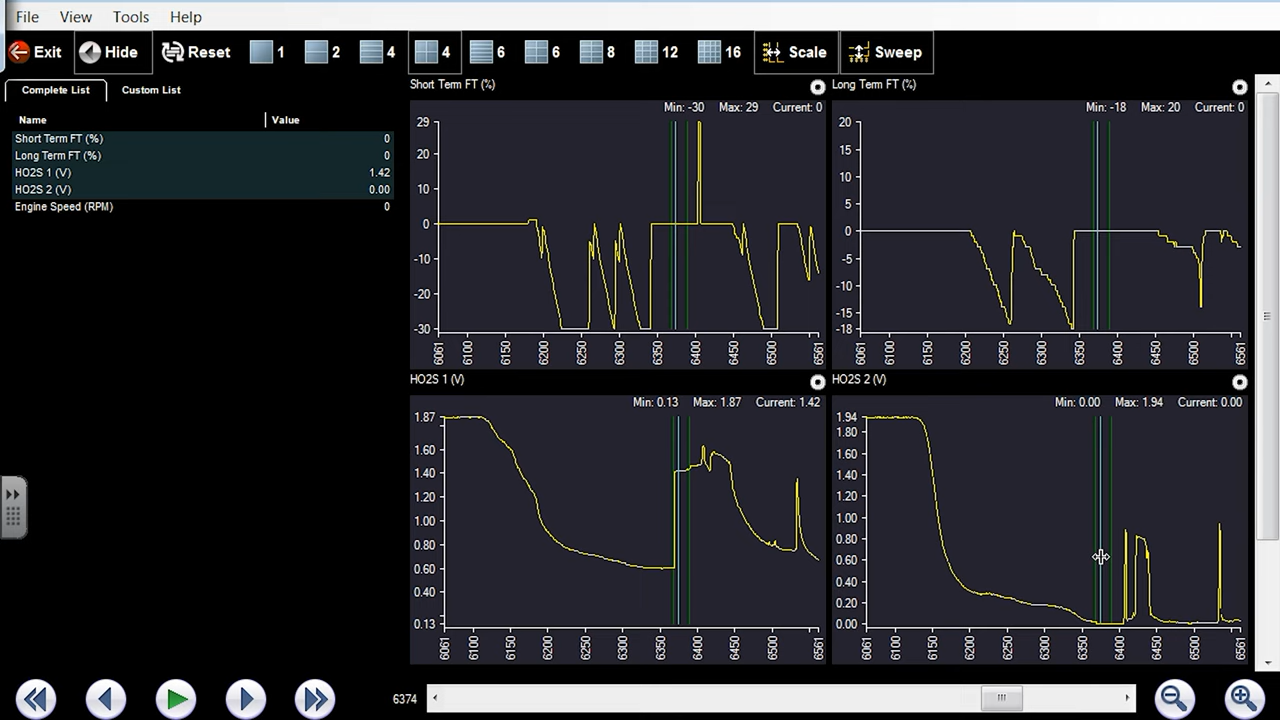 File View Tools Help
Exit Hide Reset 1 2 4 4 6 6 8 12 16 Scale Sweep
Complete List Custom List
Name Value
Short Term FT (%) 0
Long Term FT (%) 0
HO2S 1 (V) 1.42
HO2S 2 (V) 0.00
Engine Speed (RPM) 0
Short Term FT (%)
Min: -30 Max: 29 Current: 0
29
20
10
0
-10
-20
-30
6061 6100 6150 6200 6250 6300 6350 6400 6450 6500 6561
Long Term FT (%)
Min: -18 Max: 20 Current: 0
20
15
10
5
0
-5
-10
-15
-18
6061 6100 6150 6200 6250 6300 6350 6400 6450 6500 6561
HO2S 1 (V)
Min: 0.13 Max: 1.87 Current: 1.42
1.87
1.60
1.40
1.20
1.00
0.80
0.60
0.40
0.13
6061 6100 6150 6200 6250 6300 6350 6400 6450 6500 6561
HO2S 2 (V)
Min: 0.00 Max: 1.94 Current: 0.00
1.94
1.80
1.60
1.40
1.20
1.00
0.80
0.60
0.40
0.20
0.00
6061 6100 6150 6200 6250 6300 6350 6400 6450 6500 6561
6374